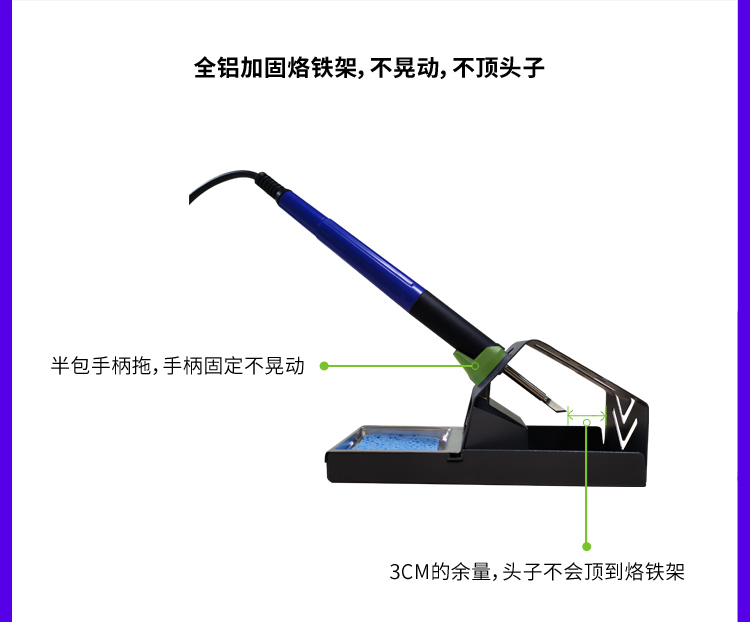 全铝加固烙铁架，不晃动，不顶头子
半包手柄拖，手柄固定不晃动
3CM的余量，头子不会顶到烙铁架